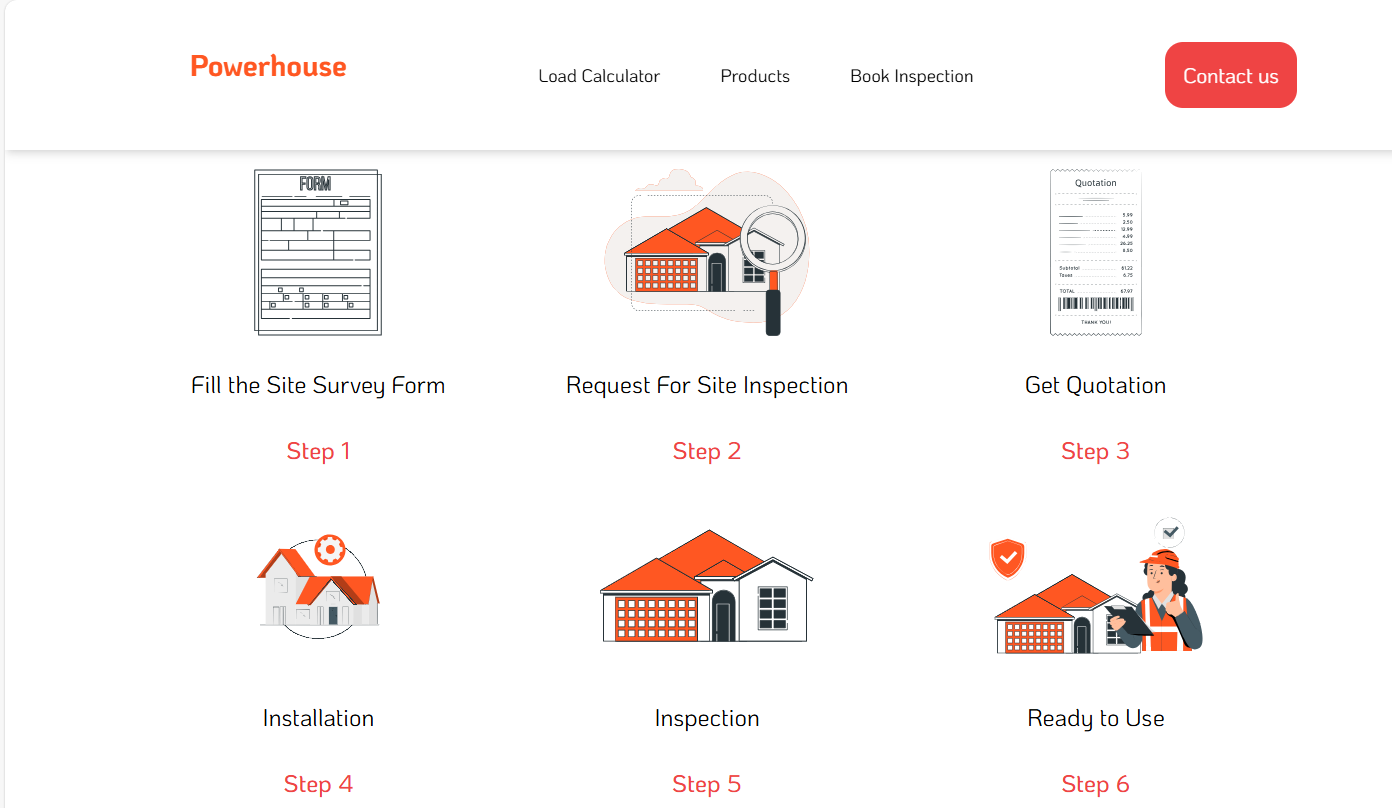 Powerhouse
Load Calculator
Products
Book Inspection
Contact us
FORM
Quotation
5.99
2.50
12.99
4.99
26.25
8.50
Subtotal 61.22
Taxes 6.75
TOTAL 67.97
THANK YOU!
Fill the Site Survey Form
Request For Site Inspection
Get Quotation
Step 1
Step 2
Step 3
Installation
Inspection
Ready to Use
Step 4
Step 5
Step 6